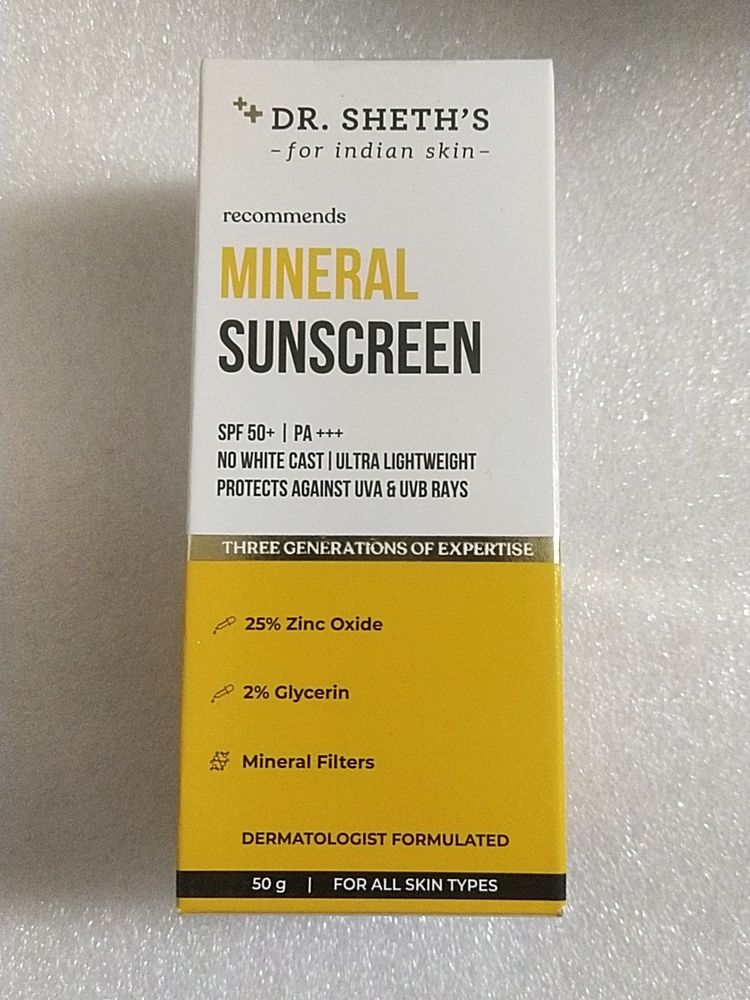 DR. SHETH'S
-for indian skin-
recommends
MINERAL
SUNSCREEN
SPF 50+ | PA +++
NO WHITE CAST | ULTRA LIGHTWEIGHT
PROTECTS AGAINST UVA & UVB RAYS
THREE GENERATIONS OF EXPERTISE
25% Zinc Oxide
2% Glycerin
Mineral Filters
DERMATOLOGIST FORMULATED
50 g | FOR ALL SKIN TYPES